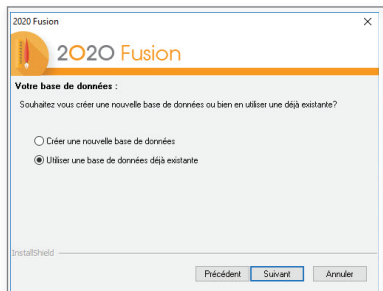 2020 Fusion
2020 Fusion
Votre base de données :
Souhaitez vous créer une nouvelle base de données ou bien en utiliser une déjà existante?
Créer une nouvelle base de données
Utiliser une base de données déjà existante
InstallShield
Précédent
Suivant
Annuler